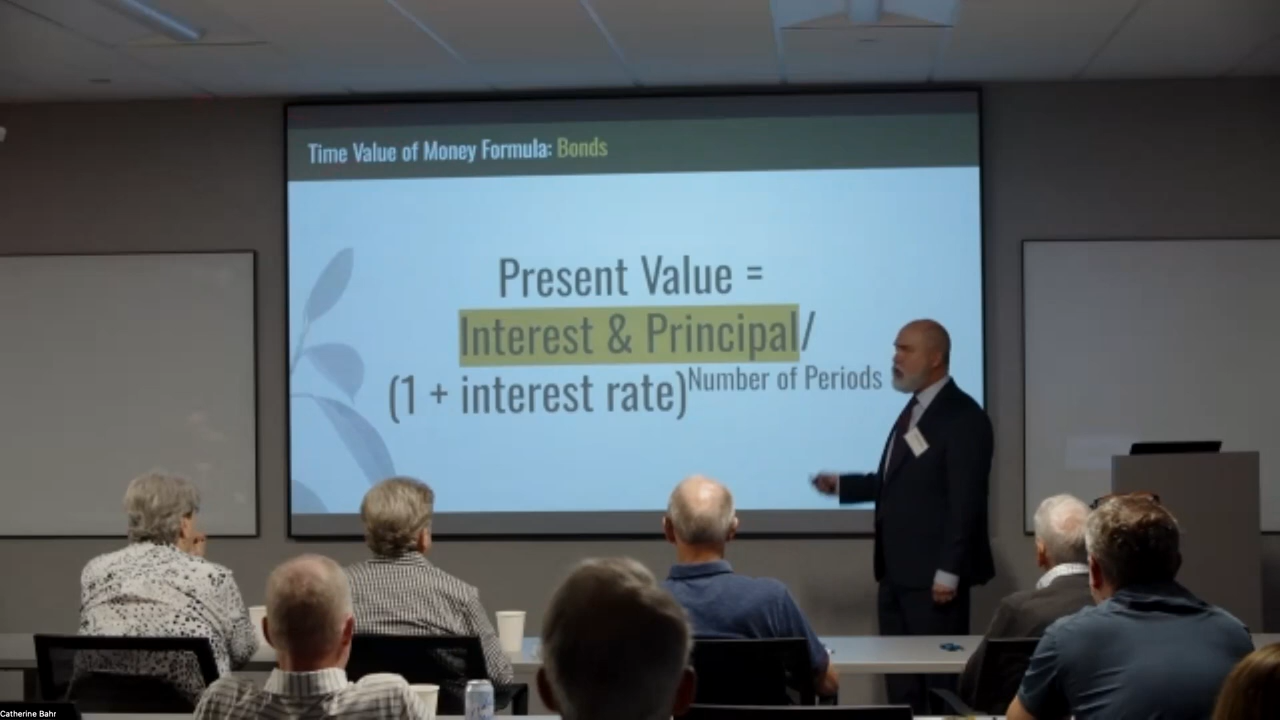 Time Value of Money Formula: Bonds
Present Value =
Interest & Principal/
(1 + interest rate)Number of Periods
Catherine Bahr